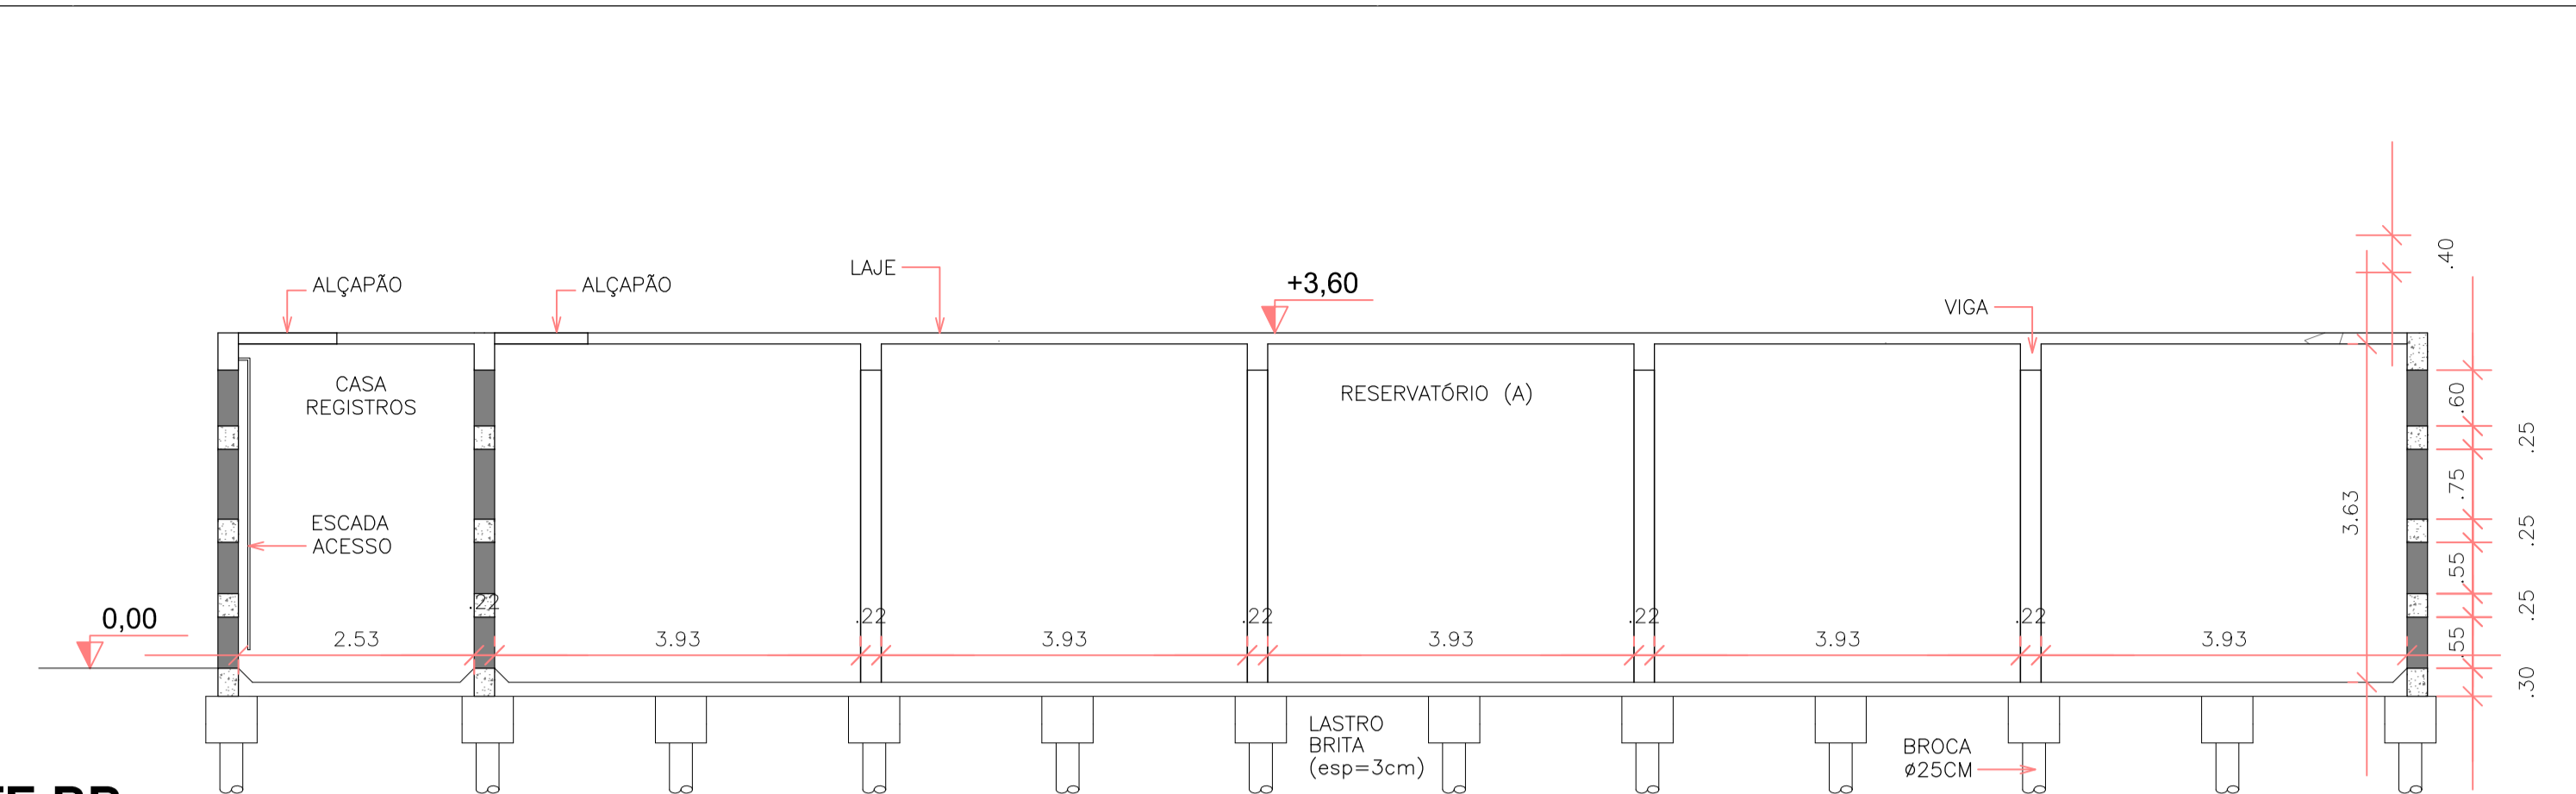 .40
LAJE
ALÇAPÃO
ALÇAPÃO
+3,60
VIGA
CASA
REGISTROS
RESERVATÓRIO (A)
.60
.25
.75
3.63
ESCADA
ACESSO
.25
.55
.25
0,00
.22
.22
.22
.22
.22
2.53
3.93
3.93
3.93
3.93
3.93
.55
.30
LASTRO
BRITA
(esp=3cm)
BROCA
ø25CM